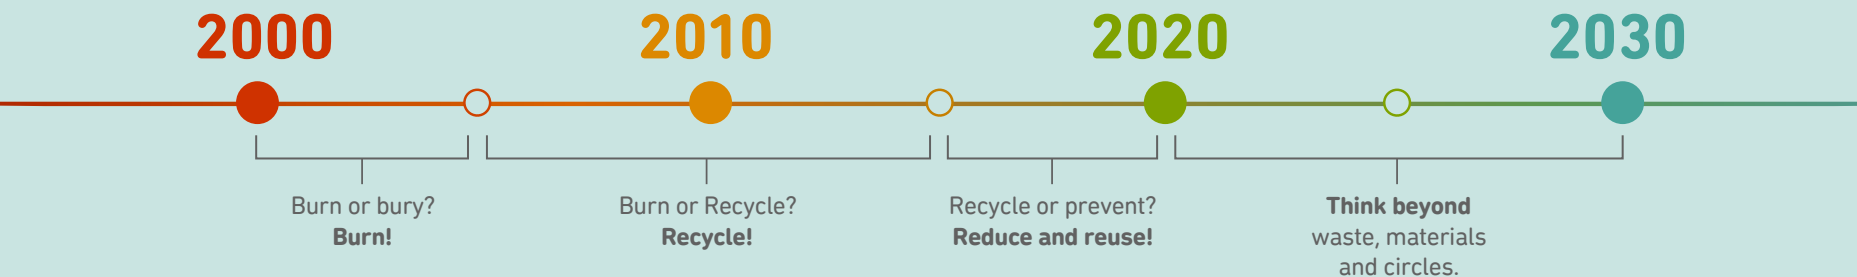 2000
2010
2020
2030
Burn or bury?
Burn!
Burn or Recycle?
Recycle!
Recycle or prevent?
Reduce and reuse!
Think beyond
waste, materials
and circles.